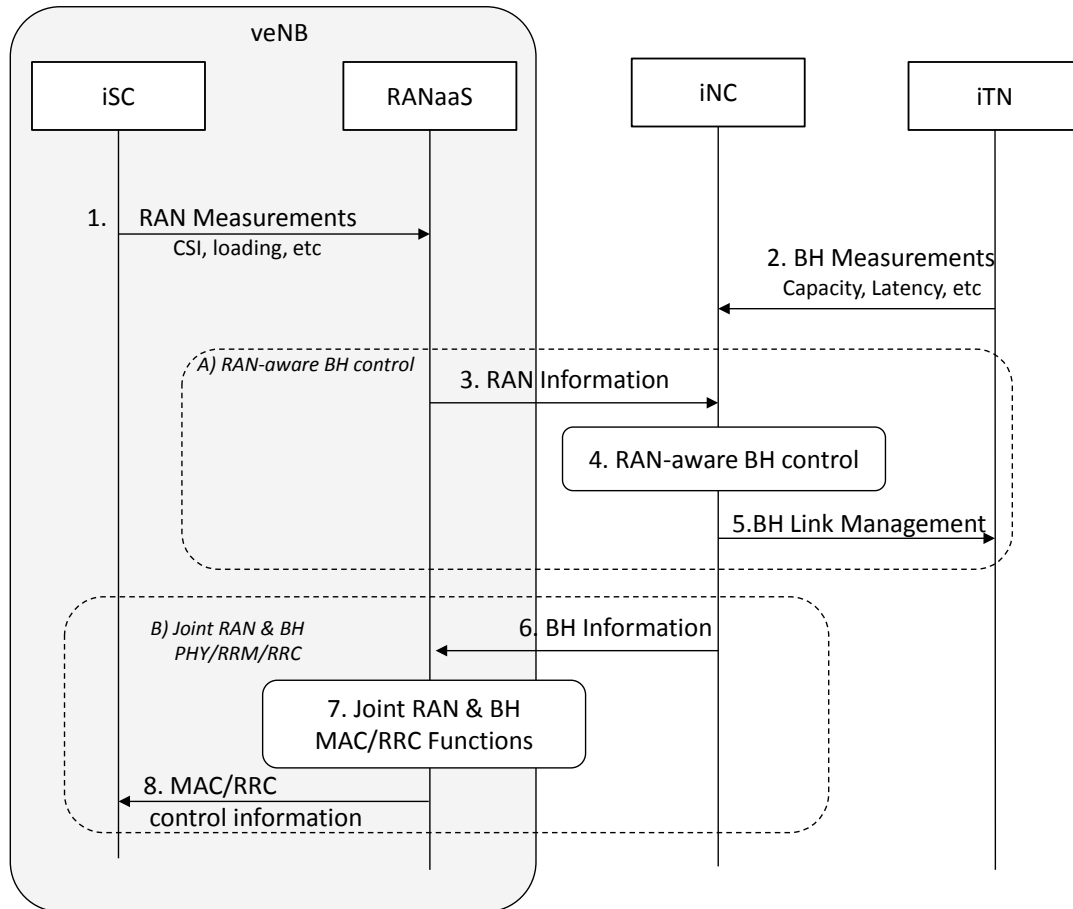 veNB
iSC
RANaaS
iNC
iTN
1. RAN Measurements
CSI, loading, etc
2. BH Measurements
Capacity, Latency, etc
A) RAN-aware BH control
3. RAN Information
4. RAN-aware BH control
5.BH Link Management
B) Joint RAN & BH
PHY/RRM/RRC
6. BH Information
7. Joint RAN & BH
MAC/RRC Functions
8. MAC/RRC
control information